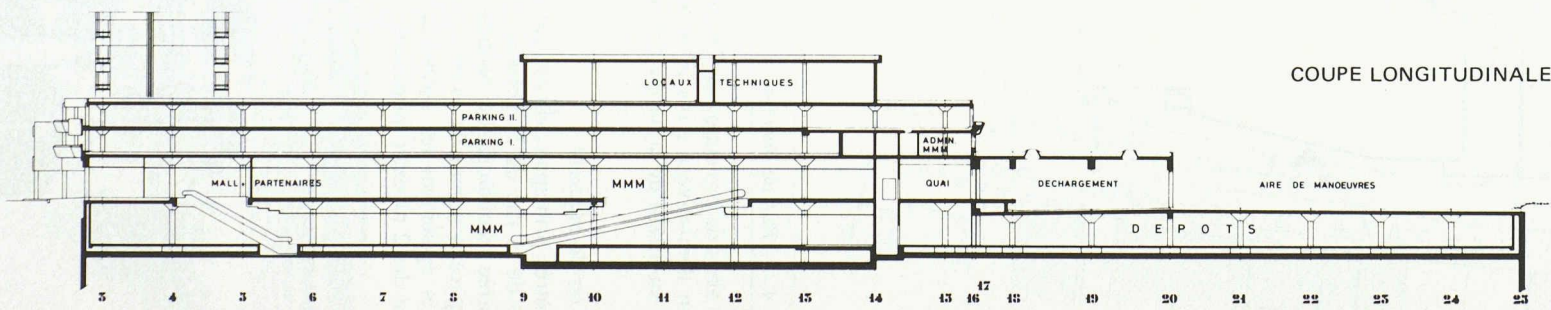 COUPE LONGITUDINALE
LOCAUX TECHNIQUES
PARKING II.
PARKING I.
ADMIN
MMM
MALL + PARTENAIRES
MMM
QUAI
DECHARGEMENT
AIRE DE MANOEUVRES
MMM
DEPOTS
3 4 5 6 7 8 9 10 11 12 13 14 15 16 17 18 19 20 21 22 23 24 25